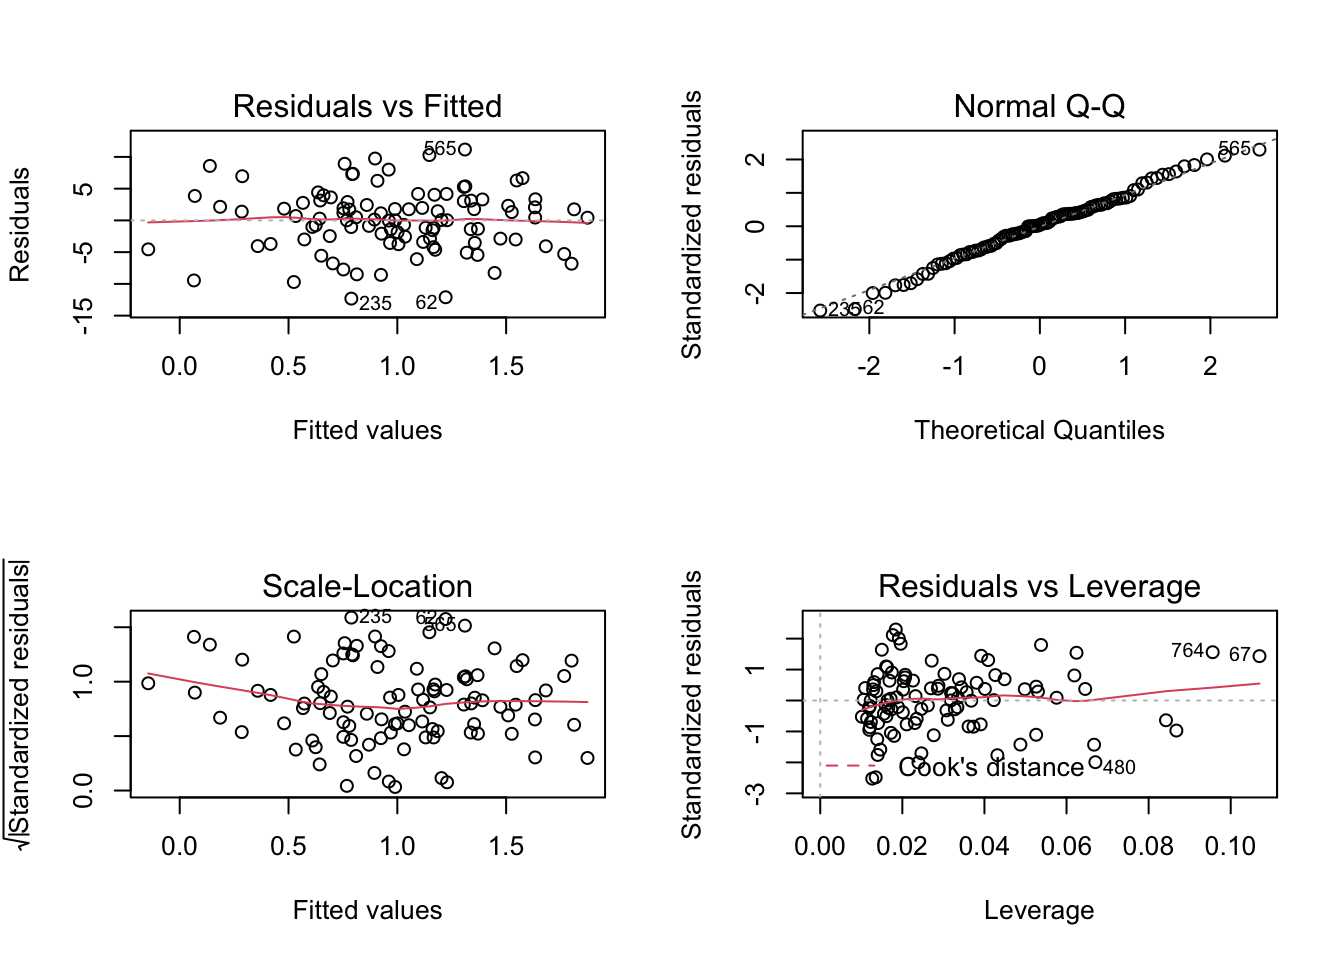 Residuals vs Fitted
Residuals
5
-5
-15
565
235
62
0.0 0.5 1.0 1.5
Fitted values
Normal Q-Q
Standardized residuals
2
0
-2
565
235
62
-2 -1 0 1 2
Theoretical Quantiles
Scale-Location
√|Standardized residuals|
1.0
0.0
235
62
565
0.0 0.5 1.0 1.5
Fitted values
Residuals vs Leverage
Standardized residuals
1
-1
-3
764
67
480
Cook's distance
0.00 0.02 0.04 0.06 0.08 0.10
Leverage